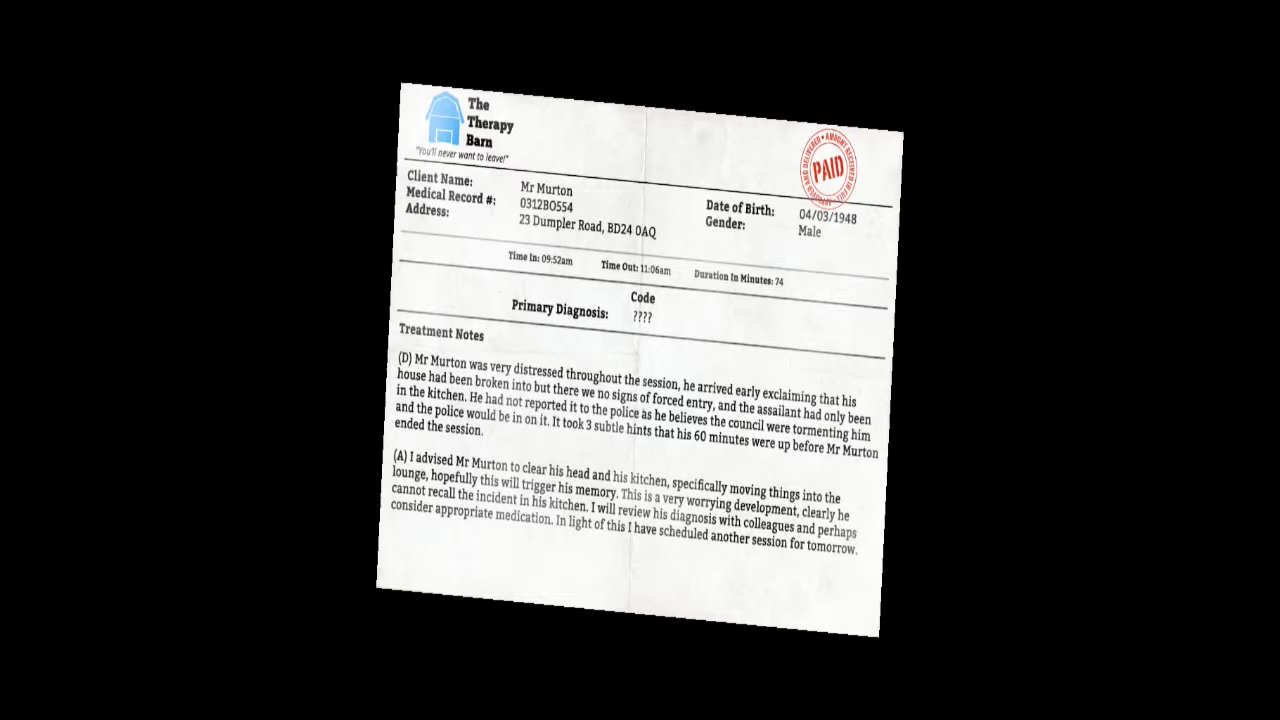 The
Therapy
Barn
"You'll never want to leave!"
AND DELIVERED • AMOUNT RECEIVED IN FULL
PAID
Client Name: Mr Murton Date of Birth: 04/03/1948
Medical Record #: 0312BO554 Gender: Male
Address: 23 Dumpler Road, BD24 0AQ
Time In: 09:52am Time Out: 11:06am Duration In Minutes: 74
Code
Primary Diagnosis: ????
Treatment Notes
(D) Mr Murton was very distressed throughout the session, he arrived early exclaiming that his
house had been broken into but there we no signs of forced entry, and the assailant had only been
in the kitchen. He had not reported it to the police as he believes the council were tormenting him
and the police would be in on it. It took 3 subtle hints that his 60 minutes were up before Mr Murton
ended the session.
(A) I advised Mr Murton to clear his head and his kitchen, specifically moving things into the
lounge, hopefully this will trigger his memory. This is a very worrying development, clearly he
cannot recall the incident in his kitchen. I will review his diagnosis with colleagues and perhaps
consider appropriate medication. In light of this I have scheduled another session for tomorrow.